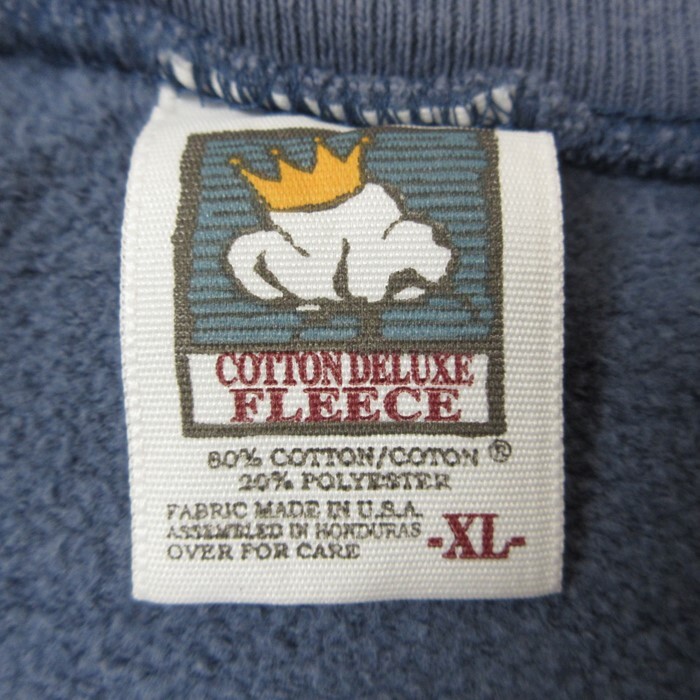 COTTON DELUXE
FLEECE
80% COTTON/COTON ®
20% POLYESTER
FABRIC MADE IN U.S.A.
ASSEMBLED IN HONDURAS
OVER FOR CARE
-XL-